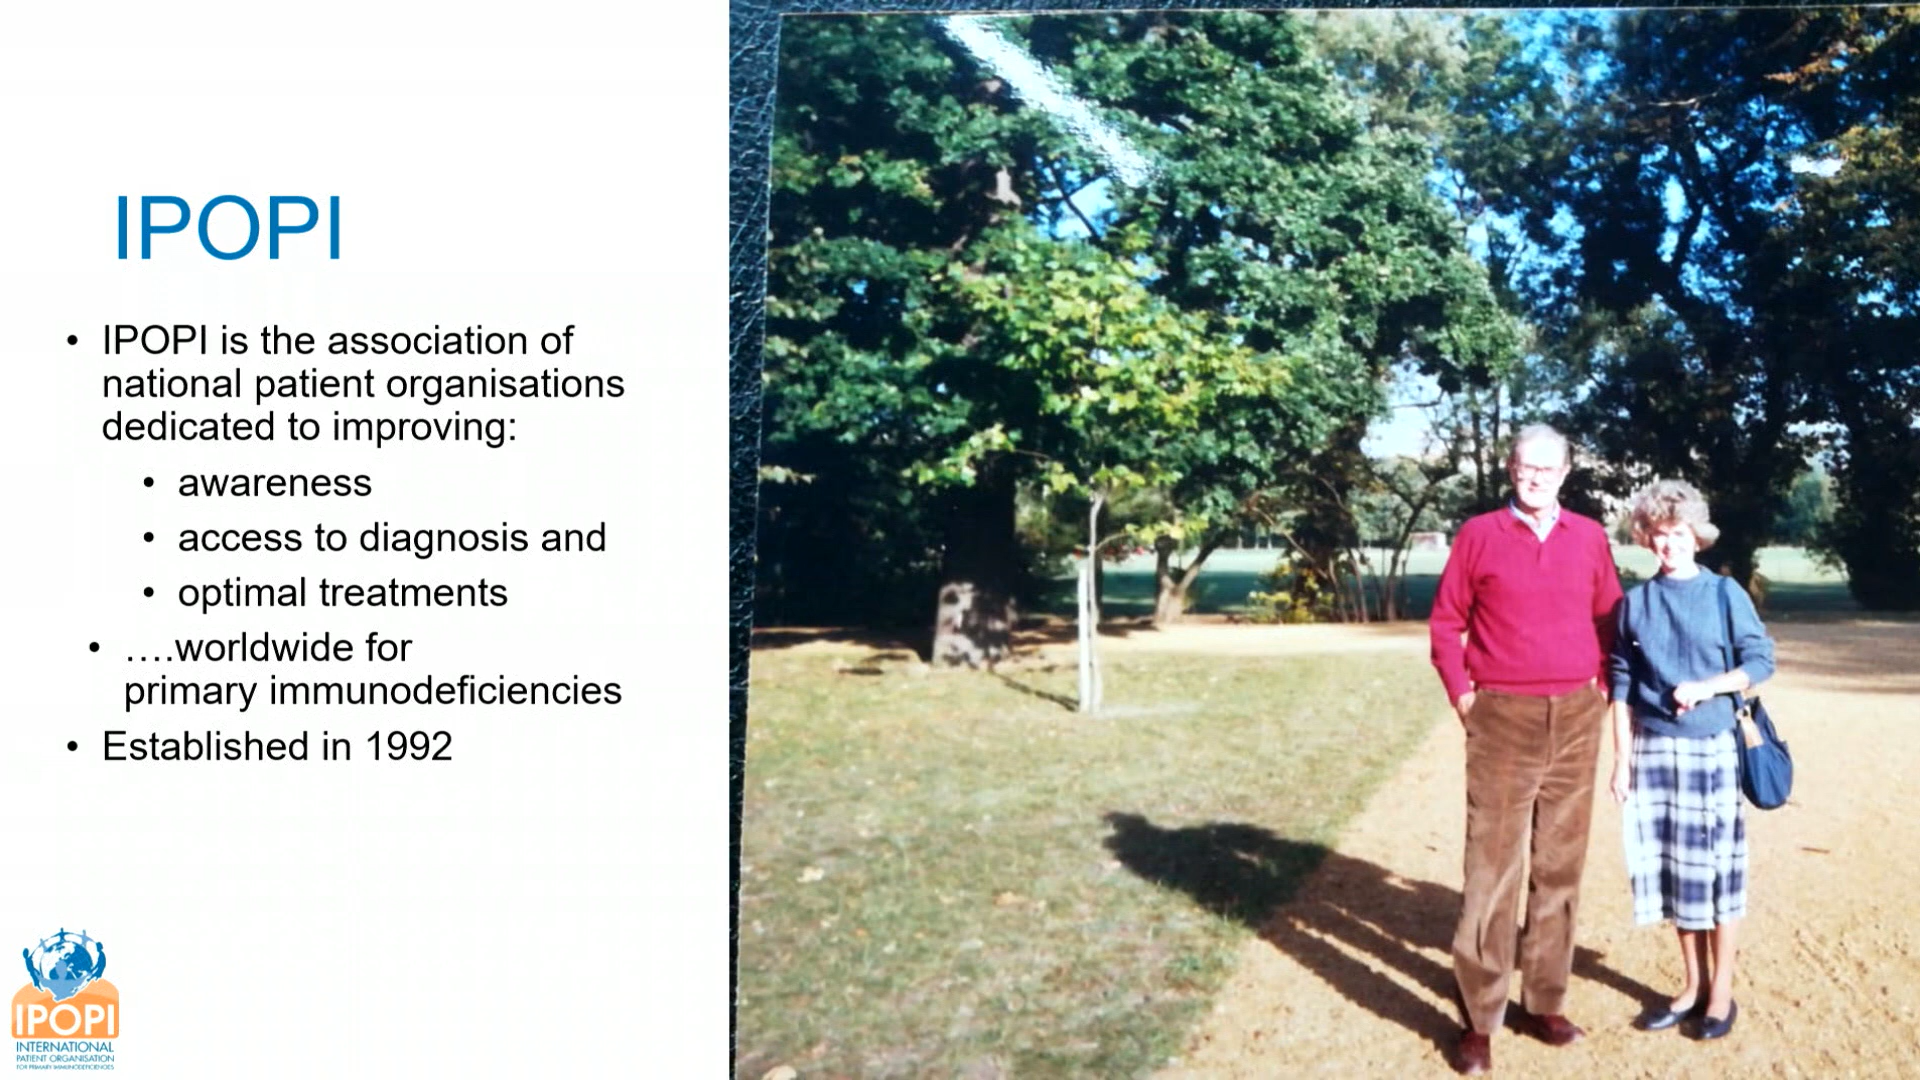 IPOPI
• IPOPI is the association of
national patient organisations
dedicated to improving:
• awareness
• access to diagnosis and
• optimal treatments
• ....worldwide for
primary immunodeficiencies
• Established in 1992
IPOPI
INTERNATIONAL
PATIENT ORGANISATION
FOR PRIMARY IMMUNODEFICIENCIES